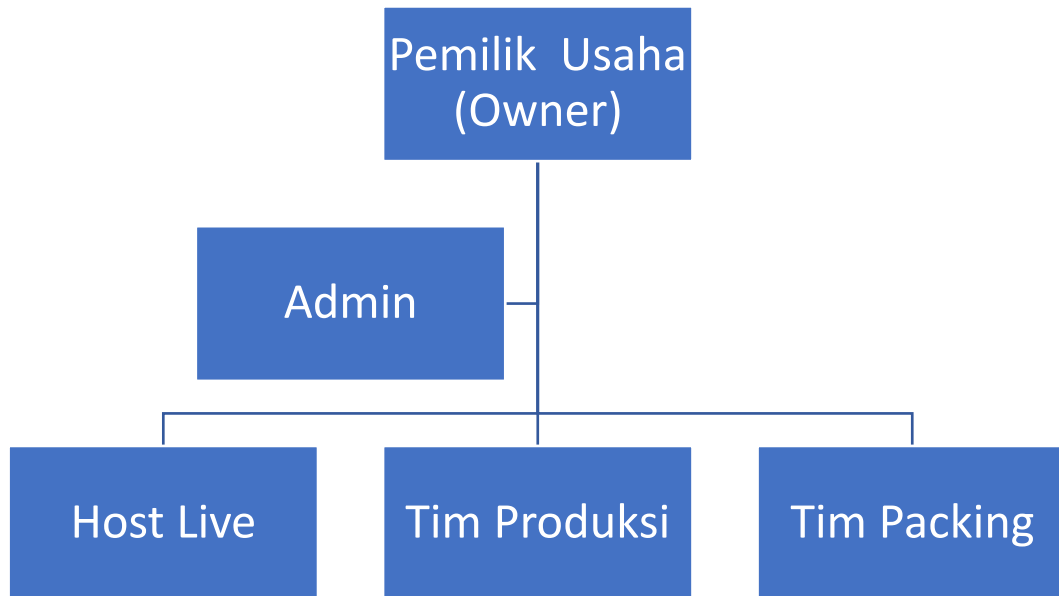 Pemilik Usaha
(Owner)
Admin
Host Live
Tim Produksi
Tim Packing